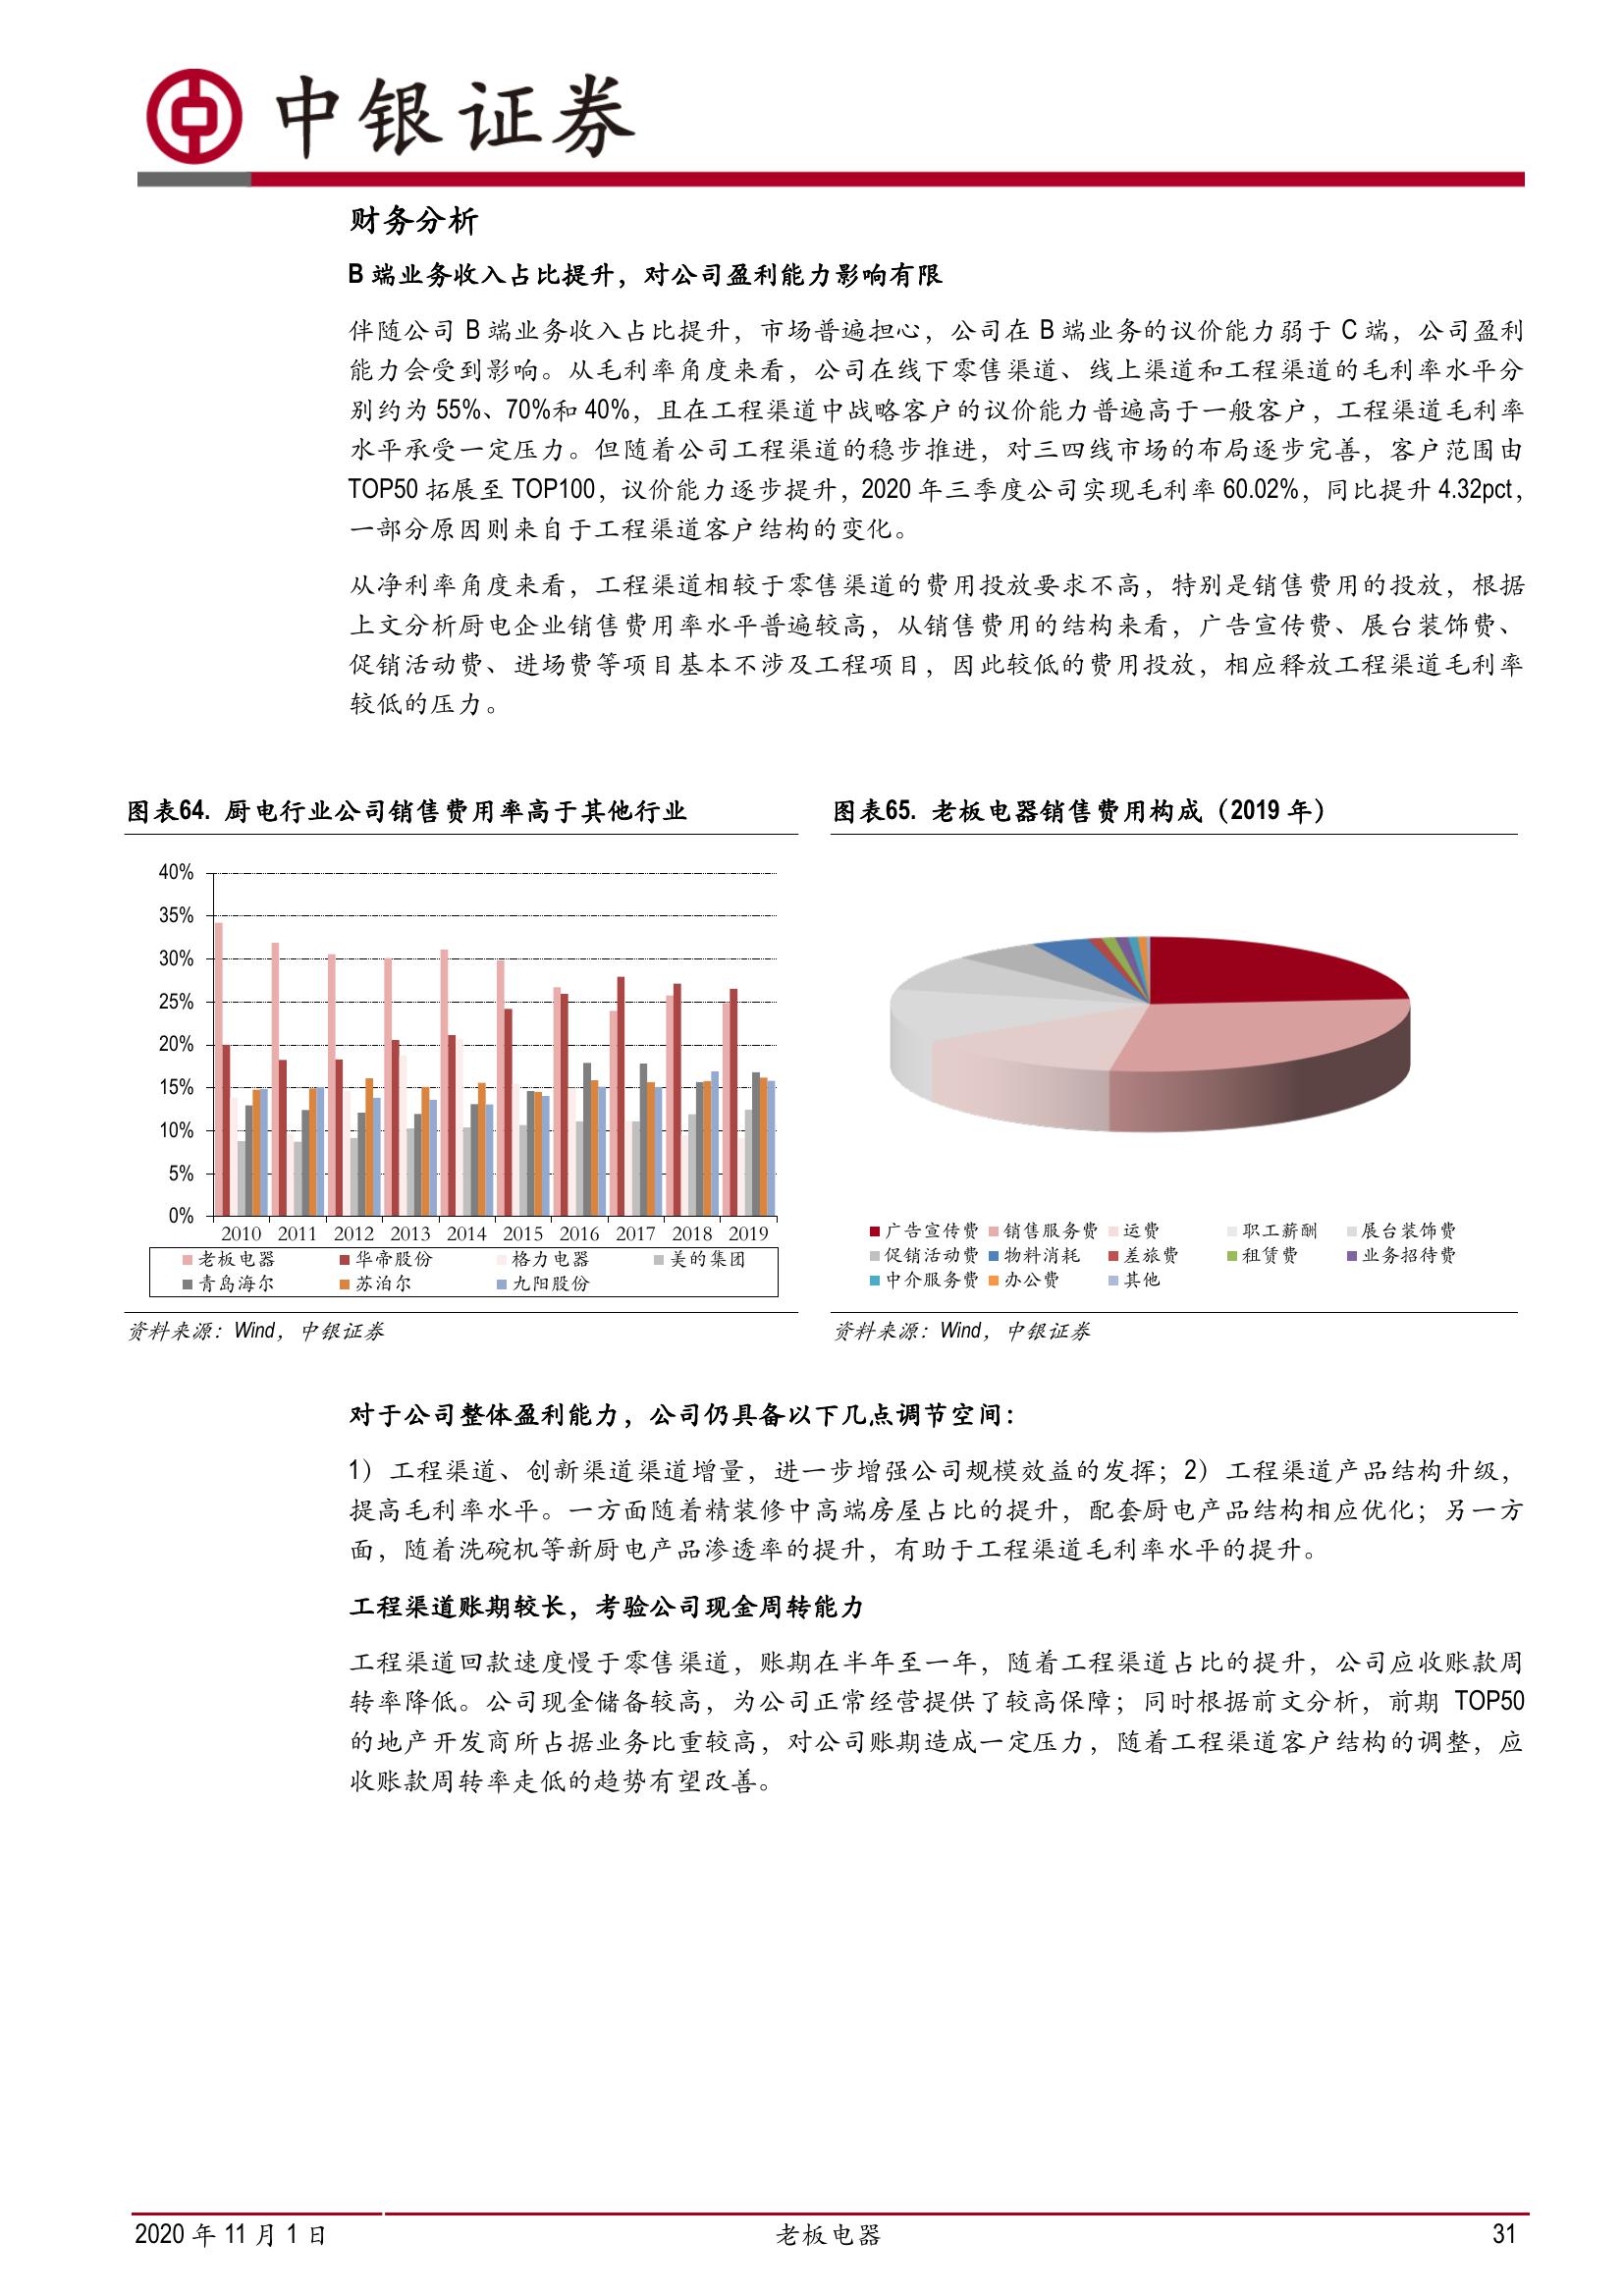 中银证券
财务分析
B 端业务收入占比提升，对公司盈利能力影响有限
伴随公司 B 端业务收入占比提升，市场普遍担心，公司在 B 端业务的议价能力弱于 C 端，公司盈利
能力会受到影响。从毛利率角度来看，公司在线下零售渠道、线上渠道和工程渠道的毛利率水平分
别约为 55%、70%和 40%，且在工程渠道中战略客户的议价能力普遍高于一般客户，工程渠道毛利率
水平承受一定压力。但随着公司工程渠道的稳步推进，对三四线市场的布局逐步完善，客户范围由
TOP50 拓展至 TOP100，议价能力逐步提升，2020 年三季度公司实现毛利率 60.02%，同比提升 4.32pct，
一部分原因则来自于工程渠道客户结构的变化。
从净利率角度来看，工程渠道相较于零售渠道的费用投放要求不高，特别是销售费用的投放，根据
上文分析厨电企业销售费用率水平普遍较高，从销售费用的结构来看，广告宣传费、展台装饰费、
促销活动费、进场费等项目基本不涉及工程项目，因此较低的费用投放，相应释放工程渠道毛利率
较低的压力。
图表64. 厨电行业公司销售费用率高于其他行业
40%
35%
30%
25%
20%
15%
10%
5%
0%
2010 2011 2012 2013 2014 2015 2016 2017 2018 2019
老板电器 华帝股份 格力电器 美的集团
青岛海尔 苏泊尔 九阳股份
资料来源：Wind，中银证券
图表65. 老板电器销售费用构成（2019 年）
广告宣传费 销售服务费 运费 职工薪酬 展台装饰费
促销活动费 物料消耗 差旅费 租赁费 业务招待费
中介服务费 办公费 其他
资料来源：Wind，中银证券
对于公司整体盈利能力，公司仍具备以下几点调节空间：
1）工程渠道、创新渠道渠道增量，进一步增强公司规模效益的发挥；2）工程渠道产品结构升级，
提高毛利率水平。一方面随着精装修中高端房屋占比的提升，配套厨电产品结构相应优化；另一方
面，随着洗碗机等新厨电产品渗透率的提升，有助于工程渠道毛利率水平的提升。
工程渠道账期较长，考验公司现金周转能力
工程渠道回款速度慢于零售渠道，账期在半年至一年，随着工程渠道占比的提升，公司应收账款周
转率降低。公司现金储备较高，为公司正常经营提供了较高保障；同时根据前文分析，前期 TOP50
的地产开发商所占据业务比重较高，对公司账期造成一定压力，随着工程渠道客户结构的调整，应
收账款周转率走低的趋势有望改善。
2020 年 11 月 1 日
老板电器
31